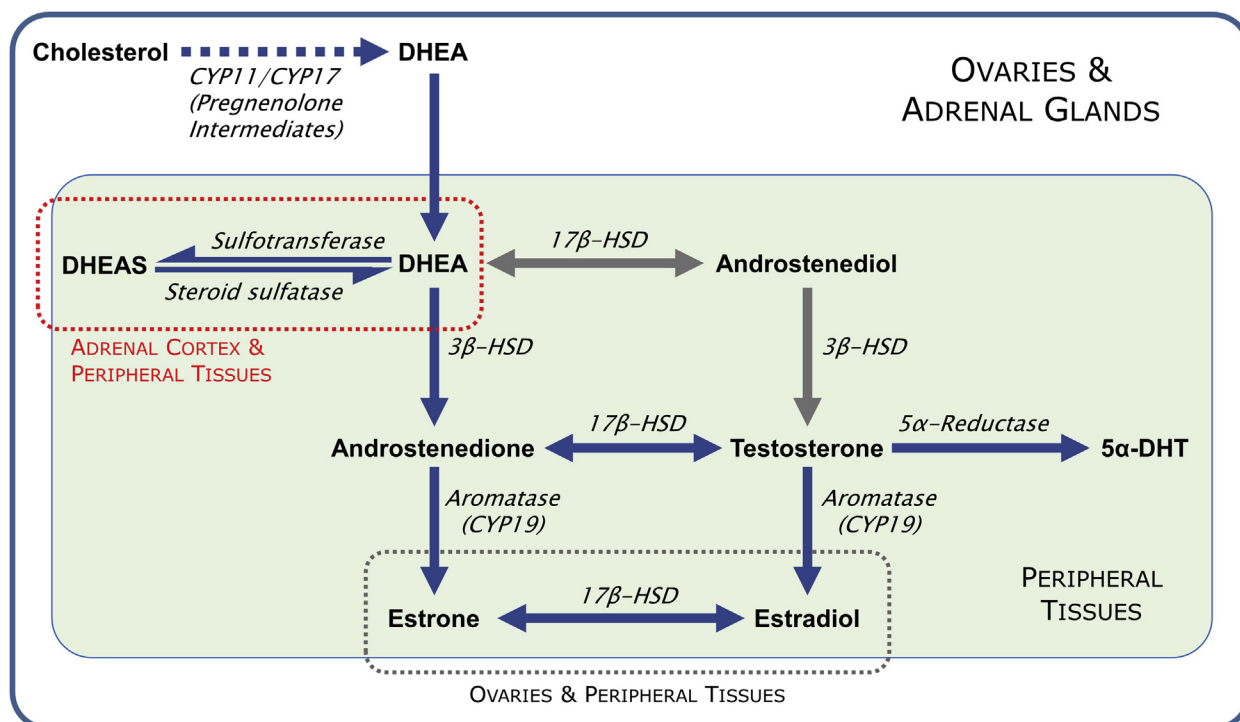 Cholesterol
DHEA
CYP11/CYP17
(Pregnenolone
Intermediates)
OVARIES &
ADRENAL GLANDS
DHEAS
Sulfotransferase
Steroid sulfatase
DHEA
17β-HSD
Androstenediol
ADRENAL CORTEX &
PERIPHERAL TISSUES
3β-HSD
3β-HSD
Androstenedione
17β-HSD
Testosterone
5α-Reductase
5α-DHT
Aromatase
(CYP19)
Aromatase
(CYP19)
Estrone
17β-HSD
Estradiol
PERIPHERAL
TISSUES
OVARIES & PERIPHERAL TISSUES